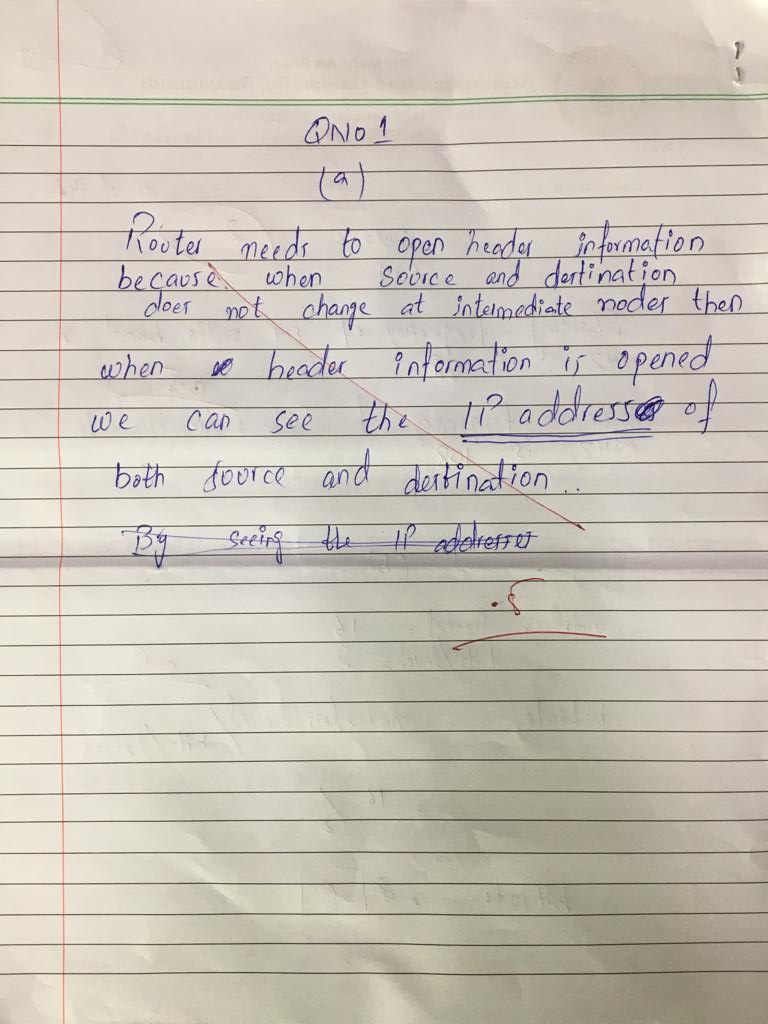 QNo 1
(a)
Router needs to open header information
because when source and destination
does not change at intermediate nodes then
when header information is opened
we can see the IP address of
both source and destination..
By seeing the IP addresses
.5